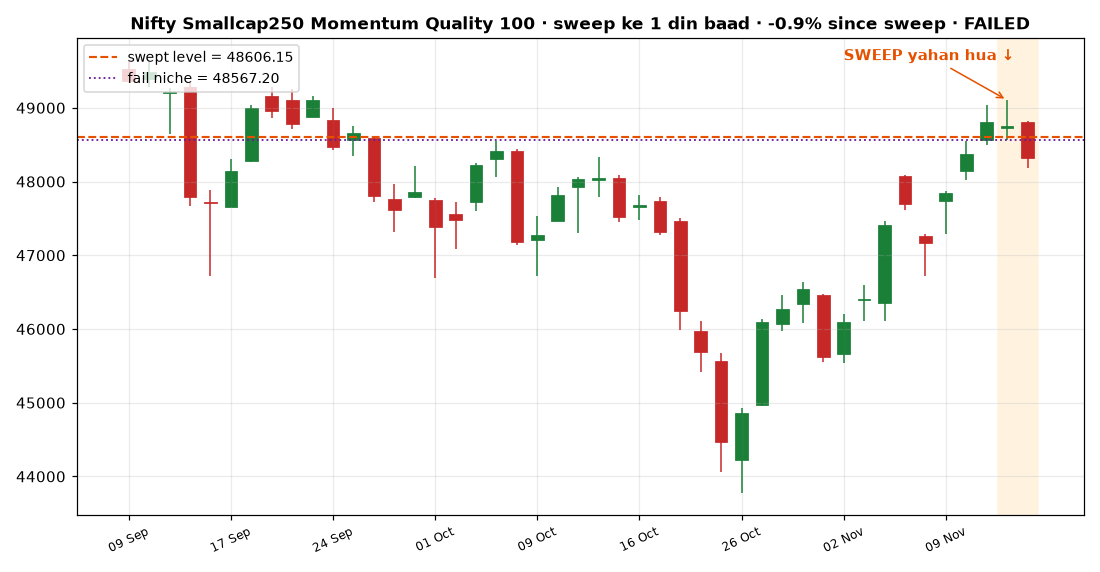 Nifty Smallcap250 Momentum Quality 100 · sweep ke 1 din baad · -0.9% since sweep · FAILED
swept level = 48606.15
fail niche = 48567.20
SWEEP yahan hua ↓
49000
48000
47000
46000
45000
44000
09 Sep
17 Sep
24 Sep
01 Oct
09 Oct
16 Oct
26 Oct
02 Nov
09 Nov